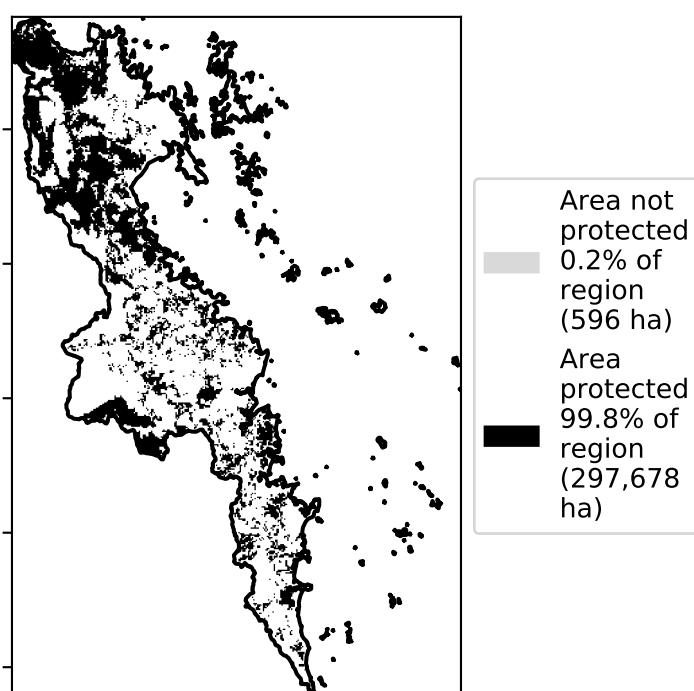 Area not
protected
0.2% of
region
(596 ha)
Area
protected
99.8% of
region
(297,678
ha)